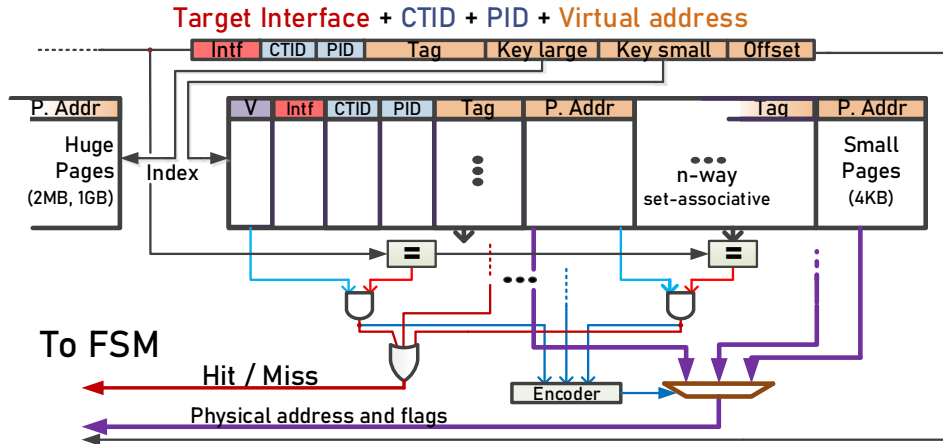 Target Interface + CTID + PID + Virtual address
Intf CTID PID Tag Key large Key small Offset
P. Addr
V Intf CTID PID Tag P. Addr Tag P. Addr
Huge
Pages
(2MB, 1GB)
Index
n-way
set-associative
Small
Pages
(4KB)
=
=
To FSM
Hit / Miss
Encoder
Physical address and flags